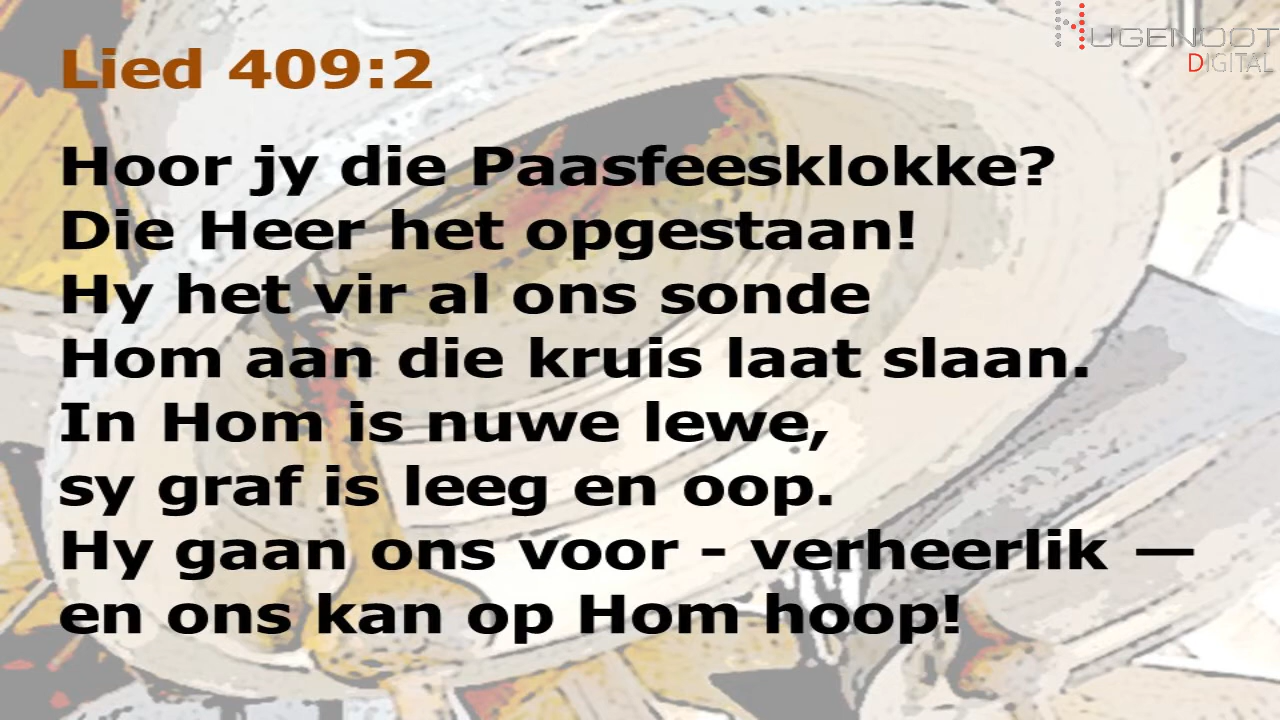 HUGENOOT
DIGITAL
Lied 409:2
Hoor jy die Paasfeesklokke?
Die Heer het opgestaan!
Hy het vir al ons sonde
Hom aan die kruis laat slaan.
In Hom is nuwe lewe,
sy graf is leeg en oop.
Hy gaan ons voor - verheerlik —
en ons kan op Hom hoop!